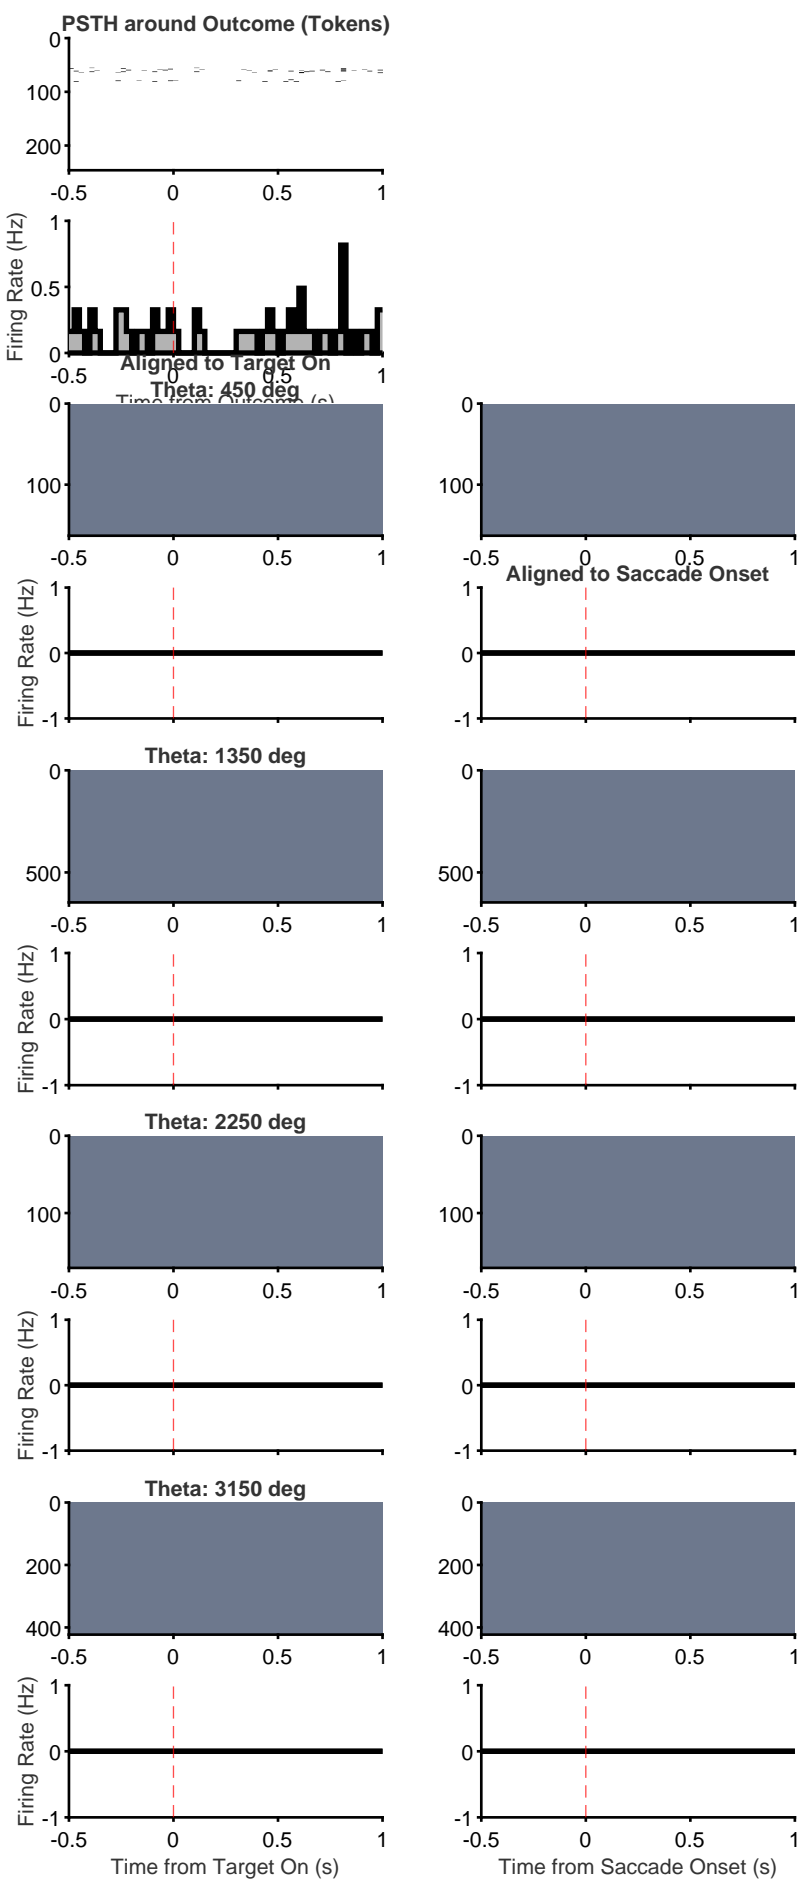 PSTH around Outcome (Tokens)
0
100
200
-0.5 0 0.5 1
Firing Rate (Hz)
1
0.5
0
-0.5 0 0.5 1
Time from Outcome (s)
Aligned to Target On
Theta: 450 deg
0
100
-0.5 0 0.5 1
0
100
-0.5 0 0.5 1
Aligned to Saccade Onset
Firing Rate (Hz)
1
0
-1
1
0
-1
Theta: 1350 deg
0
500
-0.5 0 0.5 1
0
500
-0.5 0 0.5 1
Firing Rate (Hz)
1
0
-1
1
0
-1
Theta: 2250 deg
0
100
-0.5 0 0.5 1
0
100
-0.5 0 0.5 1
Firing Rate (Hz)
1
0
-1
1
0
-1
Theta: 3150 deg
0
200
400
-0.5 0 0.5 1
0
200
400
-0.5 0 0.5 1
Firing Rate (Hz)
1
0
-1
-0.5 0 0.5 1
Time from Target On (s)
1
0
-1
-0.5 0 0.5 1
Time from Saccade Onset (s)